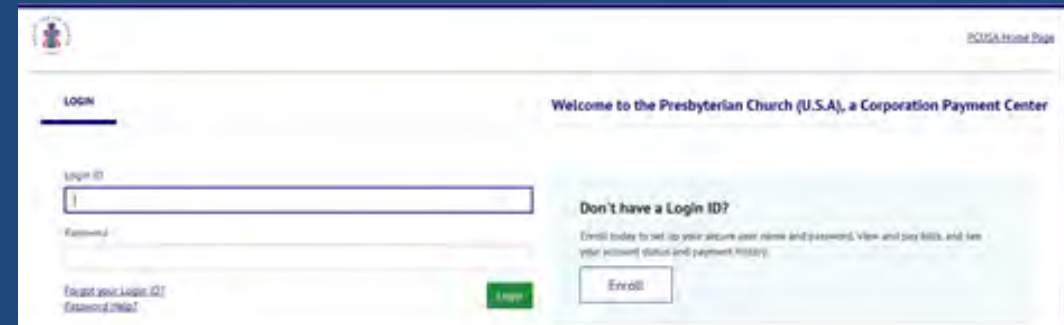 PCUSA Home Page
LOGIN
Welcome to the Presbyterian Church (U.S.A), a Corporation Payment Center
Login ID
Password
Forgot your Login ID?
Password Help?
Login
Don't have a Login ID?
Enroll today to set up your secure user name and password, view and pay bills, and see
your account status and payment history.
Enroll